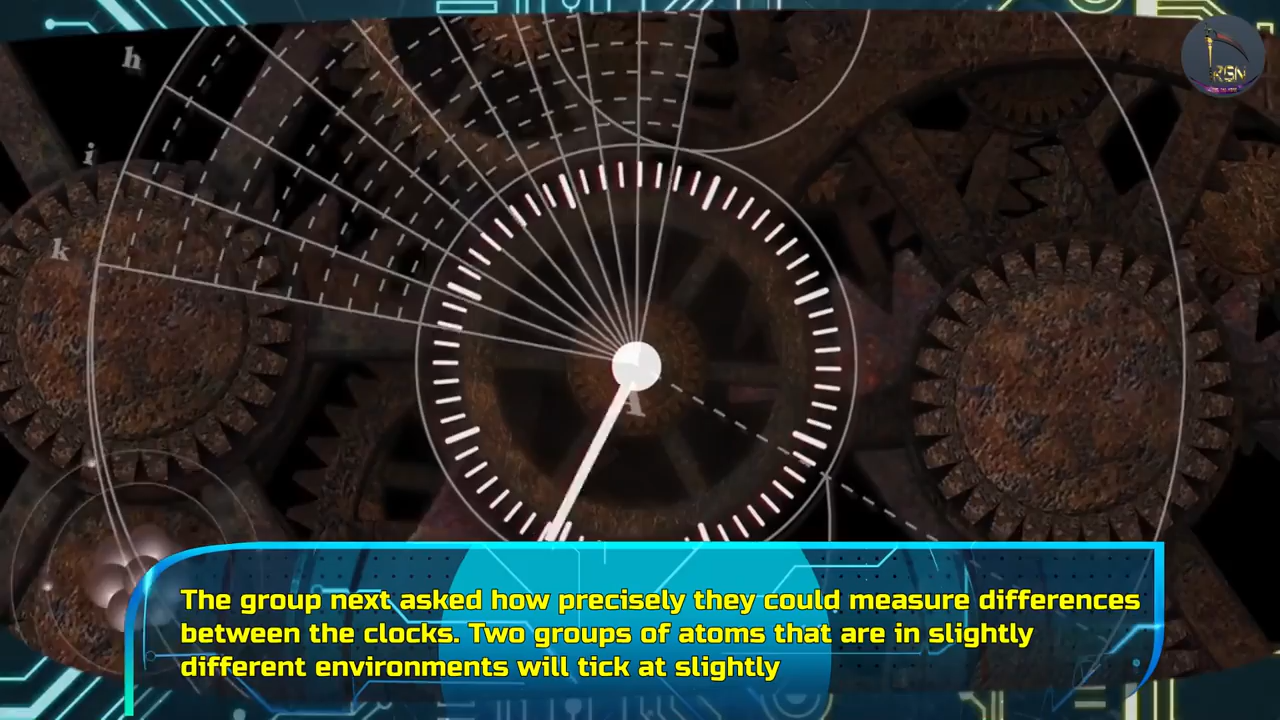 h
i
k
A
RSN
The group next asked how precisely they could measure differences
between the clocks. Two groups of atoms that are in slightly
different environments will tick at slightly